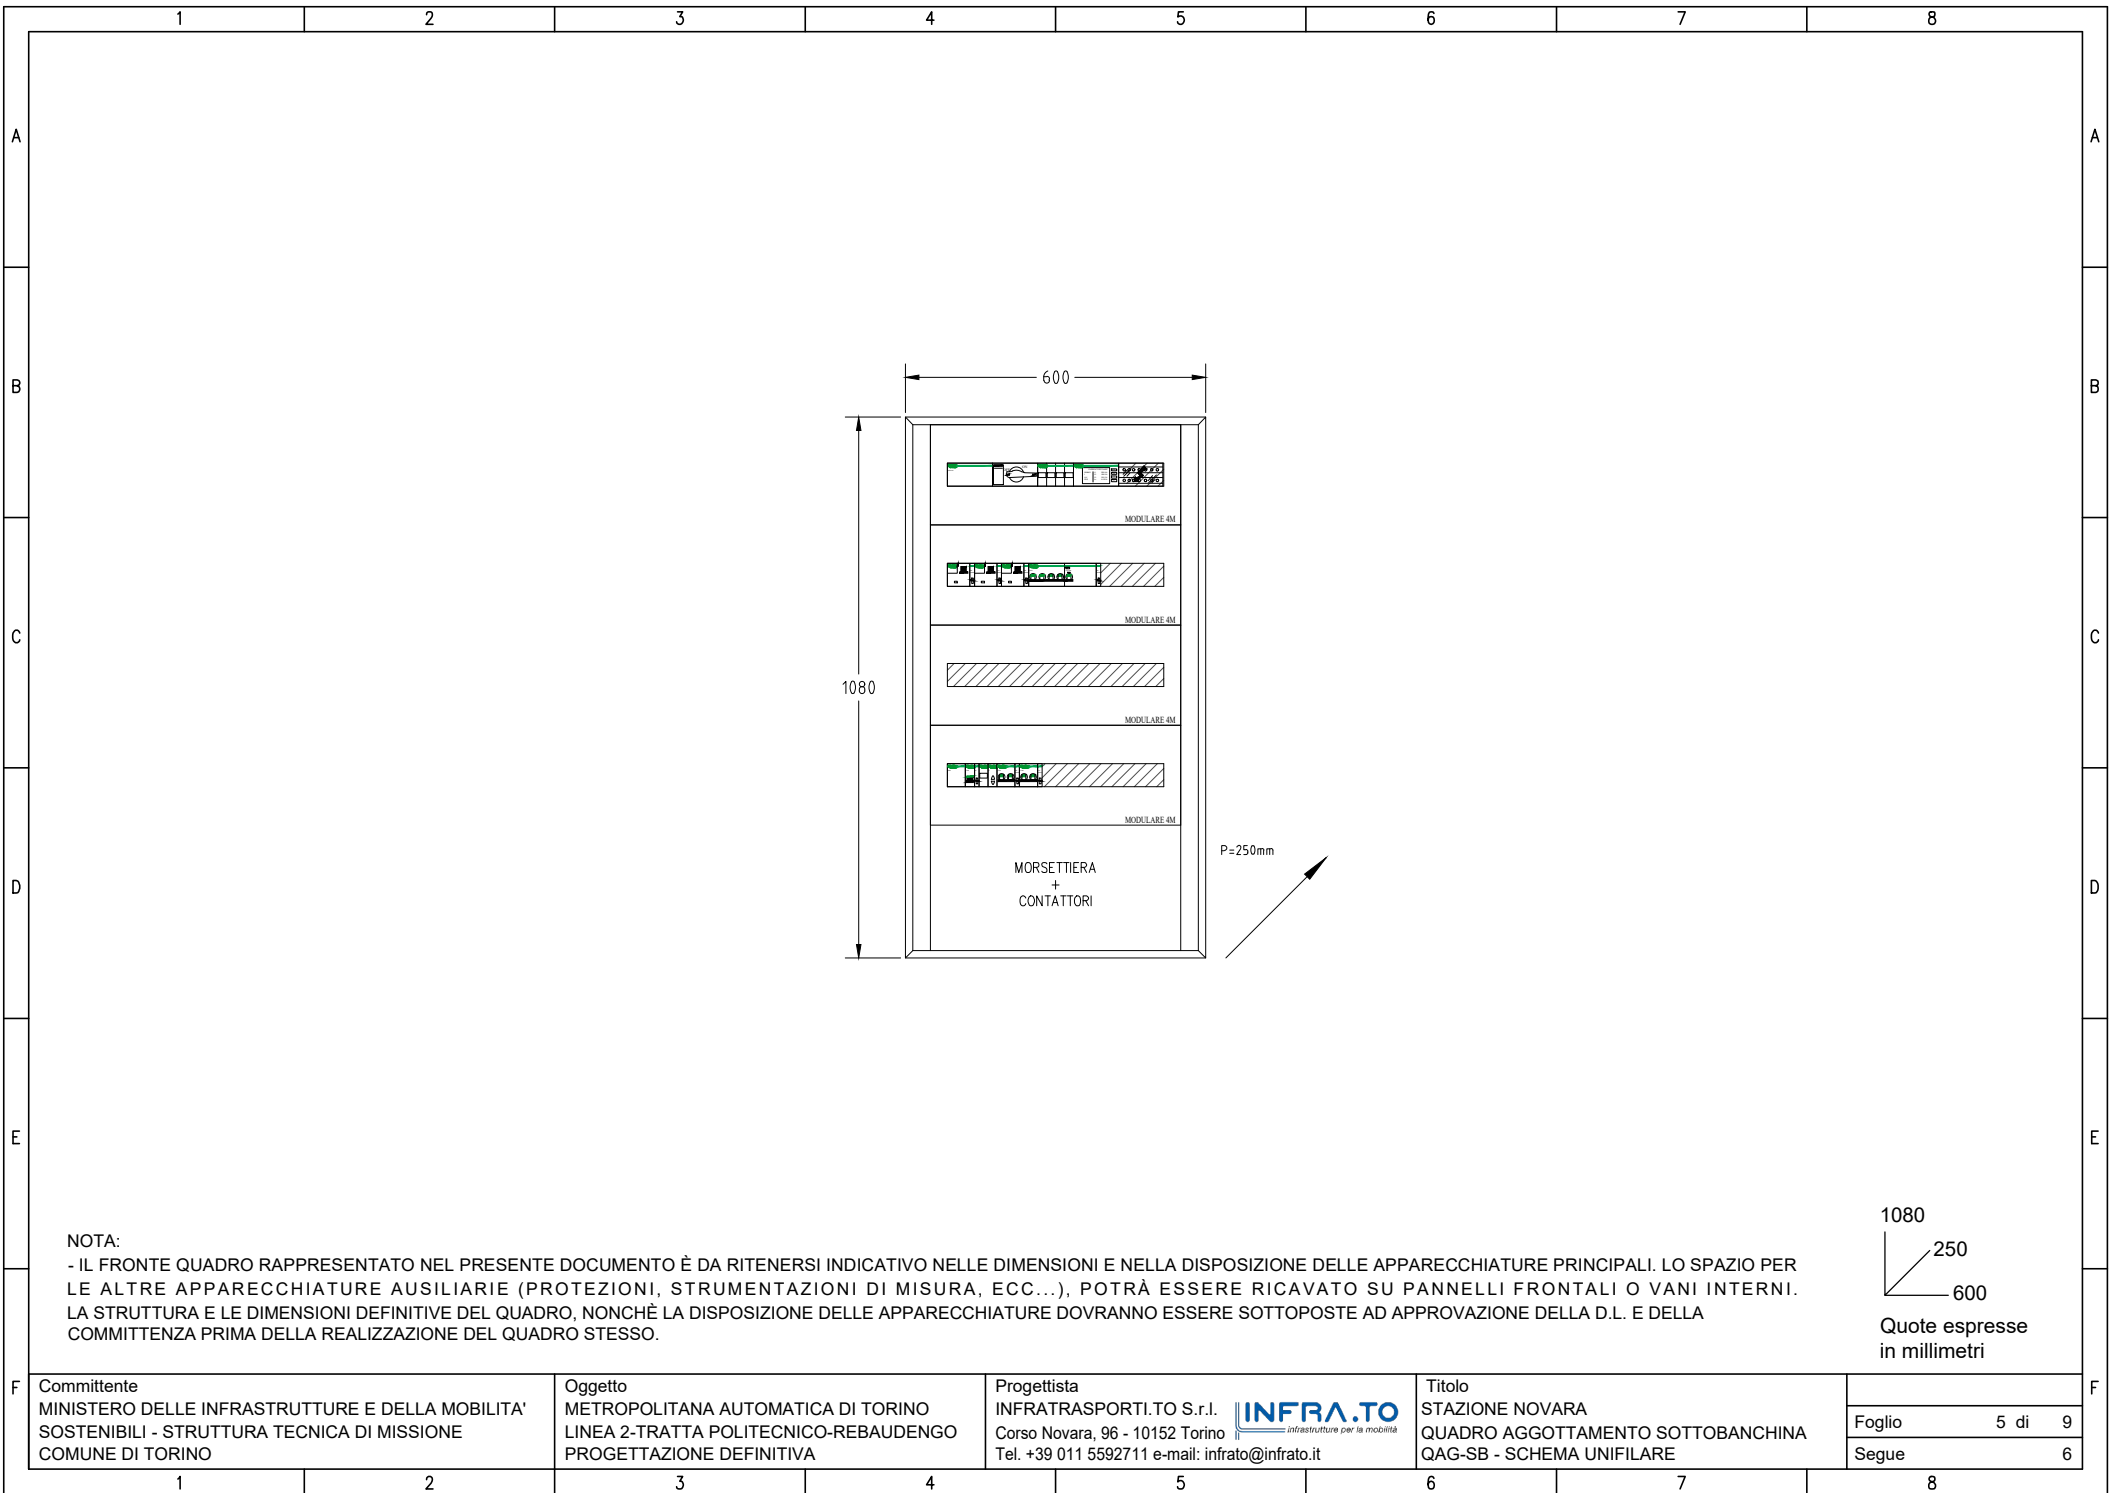 1 2 3 4 5 6 7 8
A A
B B
C C
D D
E E
F F
600
1080
MODULARE 4M
MODULARE 4M
MODULARE 4M
MODULARE 4M
MORSETTIERA
+
CONTATTORI
P=250mm
NOTA:
- IL FRONTE QUADRO RAPPRESENTATO NEL PRESENTE DOCUMENTO È DA RITENERSI INDICATIVO NELLE DIMENSIONI E NELLA DISPOSIZIONE DELLE APPARECCHIATURE PRINCIPALI. LO SPAZIO PER
LE ALTRE APPARECCHIATURE AUSILIARIE (PROTEZIONI, STRUMENTAZIONI DI MISURA, ECC...), POTRÀ ESSERE RICAVATO SU PANNELLI FRONTALI O VANI INTERNI.
LA STRUTTURA E LE DIMENSIONI DEFINITIVE DEL QUADRO, NONCHÈ LA DISPOSIZIONE DELLE APPARECCHIATURE DOVRANNO ESSERE SOTTOPOSTE AD APPROVAZIONE DELLA D.L. E DELLA
COMMITTENZA PRIMA DELLA REALIZZAZIONE DEL QUADRO STESSO.
1080
250
600
Quote espresse
in millimetri
Committente
MINISTERO DELLE INFRASTRUTTURE E DELLA MOBILITA'
SOSTENIBILI - STRUTTURA TECNICA DI MISSIONE
COMUNE DI TORINO
Oggetto
METROPOLITANA AUTOMATICA DI TORINO
LINEA 2-TRATTA POLITECNICO-REBAUDENGO
PROGETTAZIONE DEFINITIVA
Progettista
INFRATRASPORTI.TO S.r.l.
Corso Novara, 96 - 10152 Torino
Tel. +39 011 5592711 e-mail: infrato@infrato.it
INFRA.TO
infrastrutture per la mobilità
Titolo
STAZIONE NOVARA
QUADRO AGGOTTAMENTO SOTTOBANCHINA
QAG-SB - SCHEMA UNIFILARE
Foglio 5 di 9
Segue 6
1 2 3 4 5 6 7 8